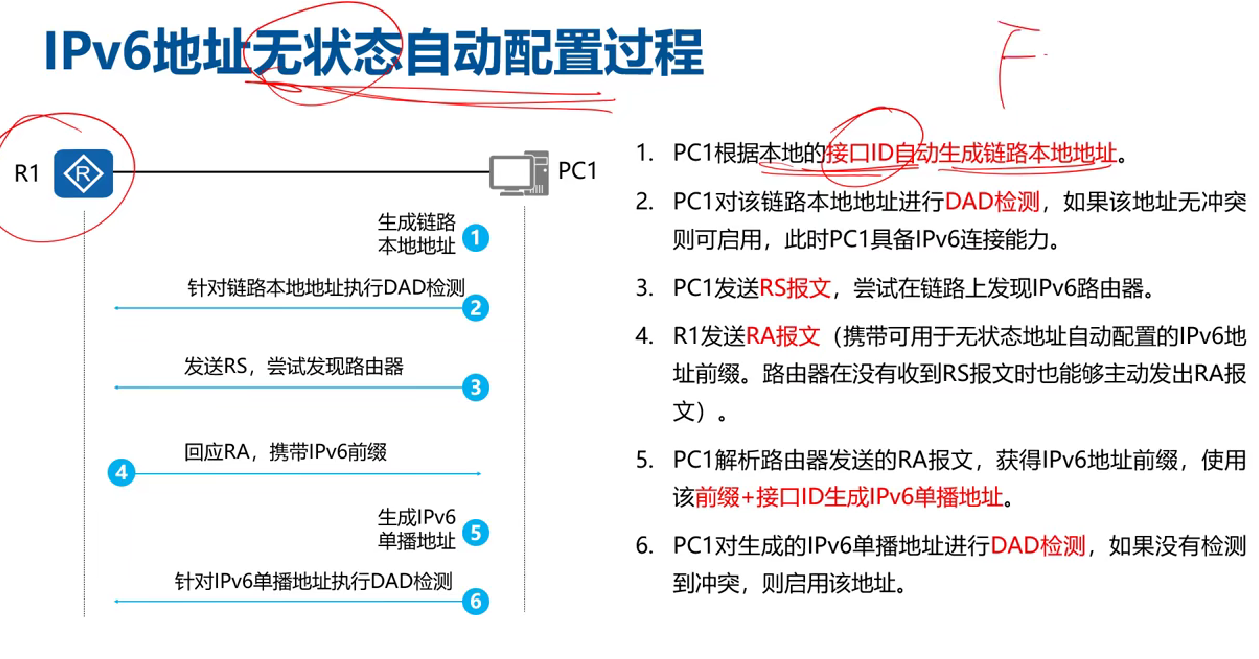 IPv6地址无状态自动配置过程
F
R1
R
PC1
生成链路
本地地址
1
针对链路本地地址执行DAD检测
2
发送RS，尝试发现路由器
3
回应RA，携带IPv6前缀
4
生成IPv6
单播地址
5
针对IPv6单播地址执行DAD检测
6
1. PC1根据本地的接口ID自动生成链路本地地址。
2. PC1对该链路本地地址进行DAD检测，如果该地址无冲突
则可启用，此时PC1具备IPv6连接能力。
3. PC1发送RS报文，尝试在链路上发现IPv6路由器。
4. R1发送RA报文（携带可用于无状态地址自动配置的IPv6地
址前缀。路由器在没有收到RS报文时也能够主动发出RA报
文）。
5. PC1解析路由器发送的RA报文，获得IPv6地址前缀，使用
该前缀+接口ID生成IPv6单播地址。
6. PC1对生成的IPv6单播地址进行DAD检测，如果没有检测
到冲突，则启用该地址。